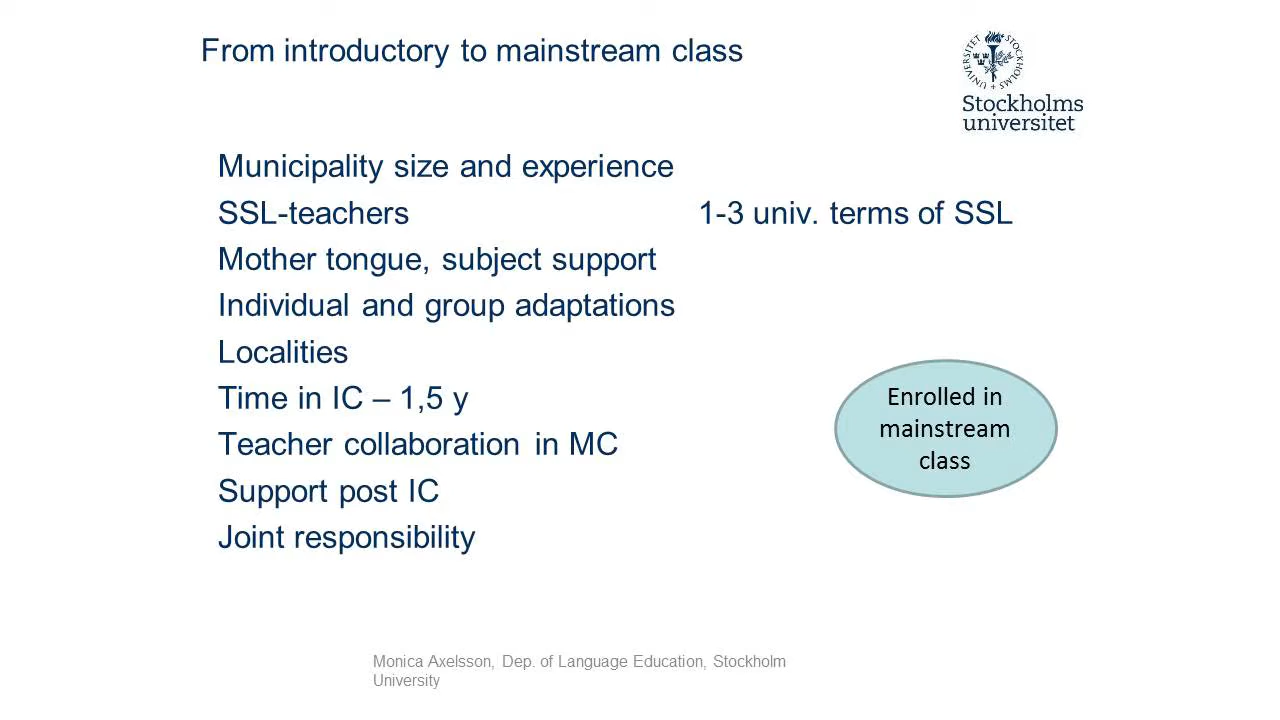 From introductory to mainstream class
STOCKHOLMS UNIVERSITET
Stockholms
universitet
Municipality size and experience
SSL-teachers 1-3 univ. terms of SSL
Mother tongue, subject support
Individual and group adaptations
Localities
Time in IC – 1,5 y
Teacher collaboration in MC
Support post IC
Joint responsibility
Enrolled in
mainstream
class
Monica Axelsson, Dep. of Language Education, Stockholm
University